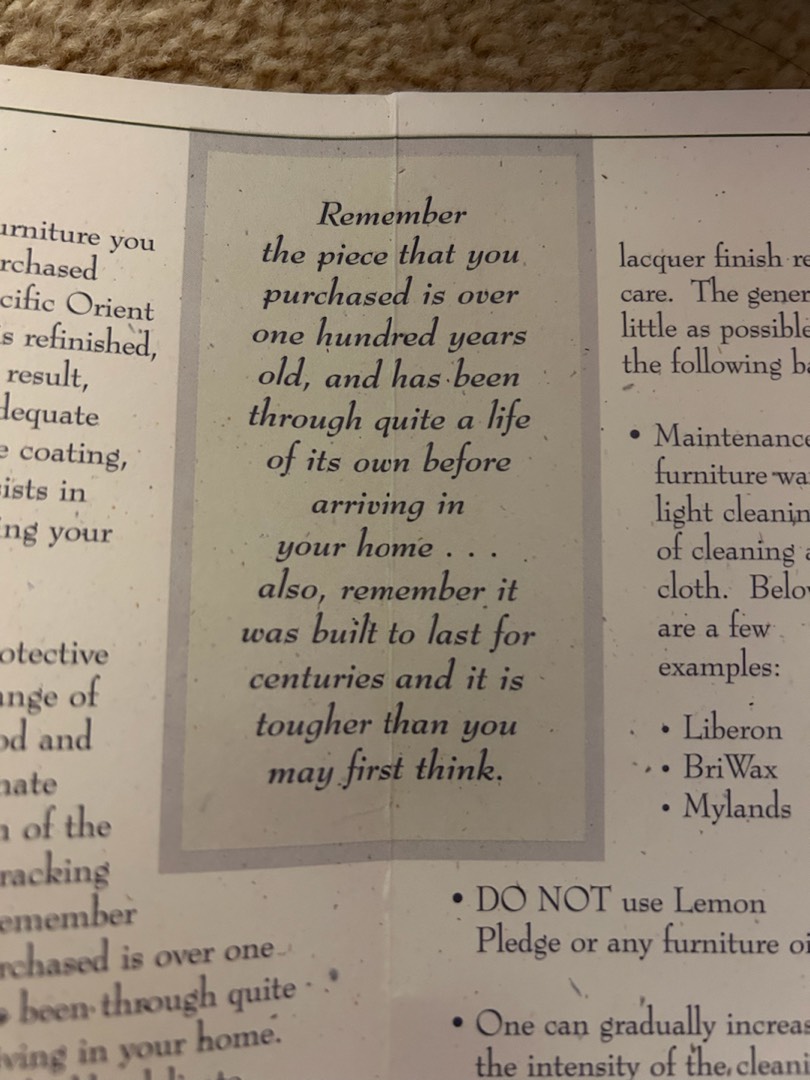 urniture you
rchased
cific Orient
s refinished,
result,
dequate
e coating,
ists in
ng your
otective
nge of
od and
nate
n of the
racking
emember
rchased is over one
been through quite
ving in your home.
Remember
the piece that you
purchased is over
one hundred years
old, and has been
through quite a life
of its own before
arriving in
your home . . .
also, remember it
was built to last for
centuries and it is
tougher than you
may first think.
lacquer finish re
care. The gener
little as possible
the following ba
• Maintenance
furniture wa
light cleanin
of cleaning a
cloth. Belo
are a few
examples:
• Liberon
• BriWax
• Mylands
• DO NOT use Lemon
Pledge or any furniture oi
• One can gradually increas
the intensity of the cleani